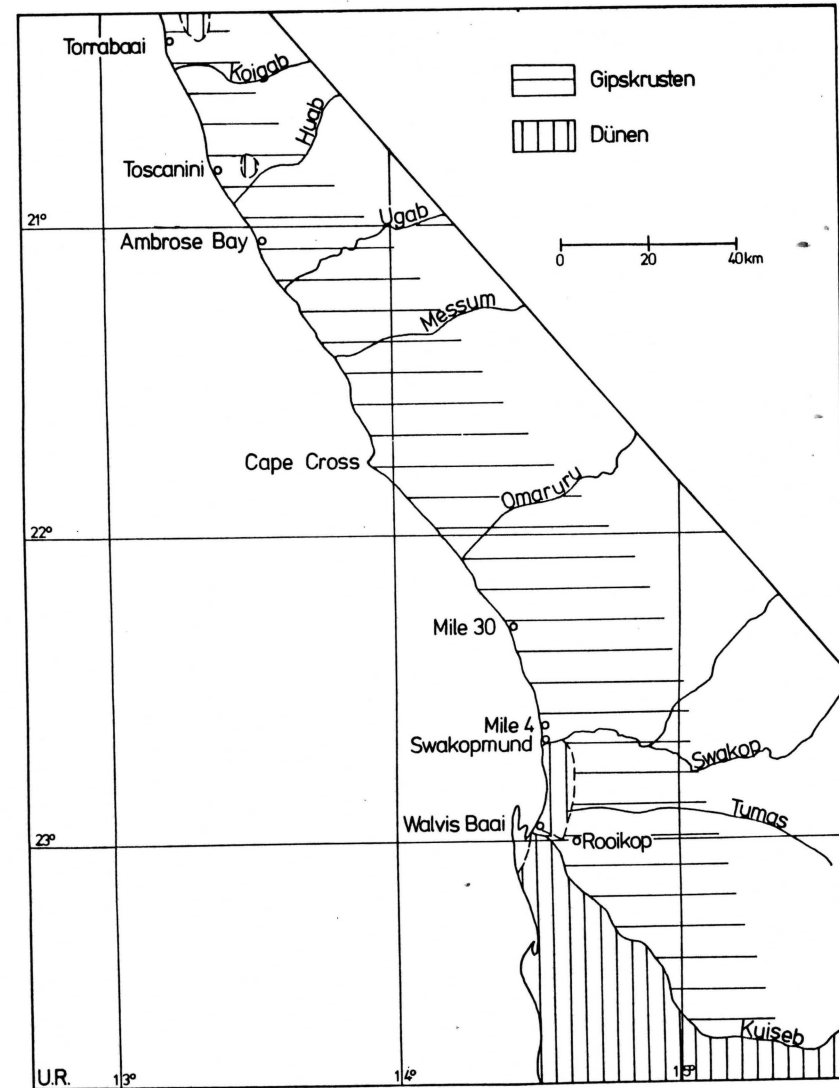 Torrabaai
Koigab
Gipskrusten
Huab
Dünen
Toscanini
21°
Ugab
Ambrose Bay
0 20 40km
Messum
Cape Cross
Omaruru
22°
Mile 30
Mile 4
Swakopmund
Swakop
Walvis Baai
Tumas
23°
Rooikop
Kuiseb
U.R. 13° 14° 15°